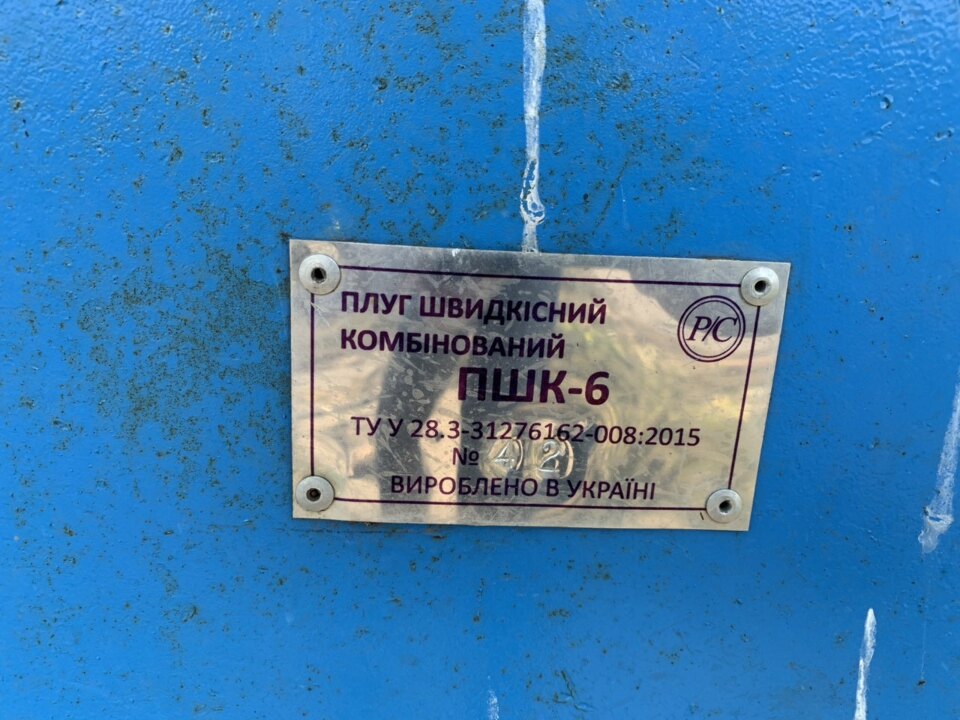 ПЛУГ ШВИДКІСНИЙ
КОМБІНОВАНИЙ
Р/С
ПШК-6
ТУ У 28.3-31276162-008:2015
№ 42
ВИРОБЛЕНО В УКРАЇНІ